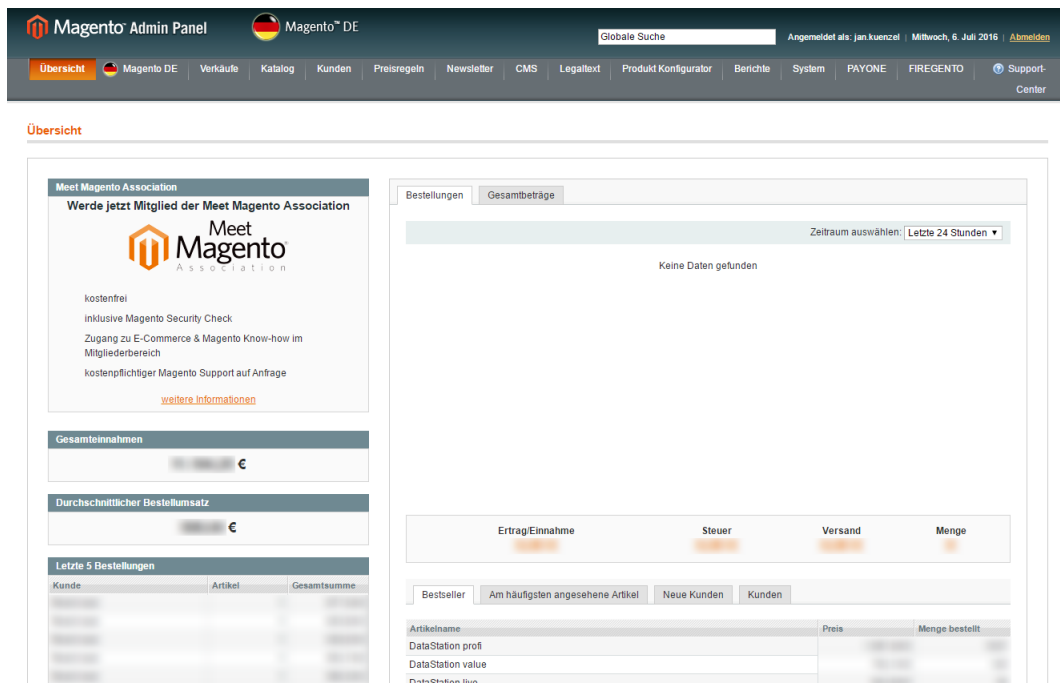 Magento Admin Panel
Magento™ DE
Globale Suche
Angemeldet als: jan.kuenzel | Mittwoch, 6. Juli 2016 | Abmelden
Übersicht Magento DE Verkäufe Katalog Kunden Preisregeln Newsletter CMS Legaltext Produkt Konfigurator Berichte System PAYONE FIREGENTO Support-
Center
Übersicht
Meet Magento Association
Werde jetzt Mitglied der Meet Magento Association
Meet
Magento
Association
kostenfrei
inklusive Magento Security Check
Zugang zu E-Commerce & Magento Know-how im
Mitgliederbereich
kostenpflichtiger Magento Support auf Anfrage
weitere Informationen
Gesamteinnahmen
€
Durchschnittlicher Bestellumsatz
€
Letzte 5 Bestellungen
Kunde Artikel Gesamtsumme
Bestellungen Gesamtbeträge
Zeitraum auswählen: Letzte 24 Stunden ▼
Keine Daten gefunden
Ertrag/Einnahme Steuer Versand Menge
Bestseller Am häufigsten angesehene Artikel Neue Kunden Kunden
Artikelname Preis Menge bestellt
DataStation profi
DataStation value
DataStation live